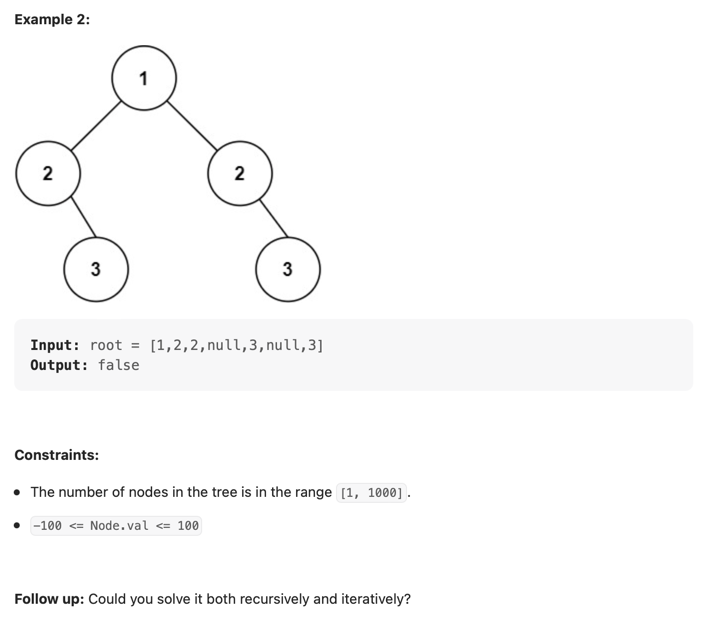 Example 2:
1
2 2
3 3
Input: root = [1,2,2,null,3,null,3]
Output: false
Constraints:
• The number of nodes in the tree is in the range [1, 1000].
• -100 <= Node.val <= 100
Follow up: Could you solve it both recursively and iteratively?